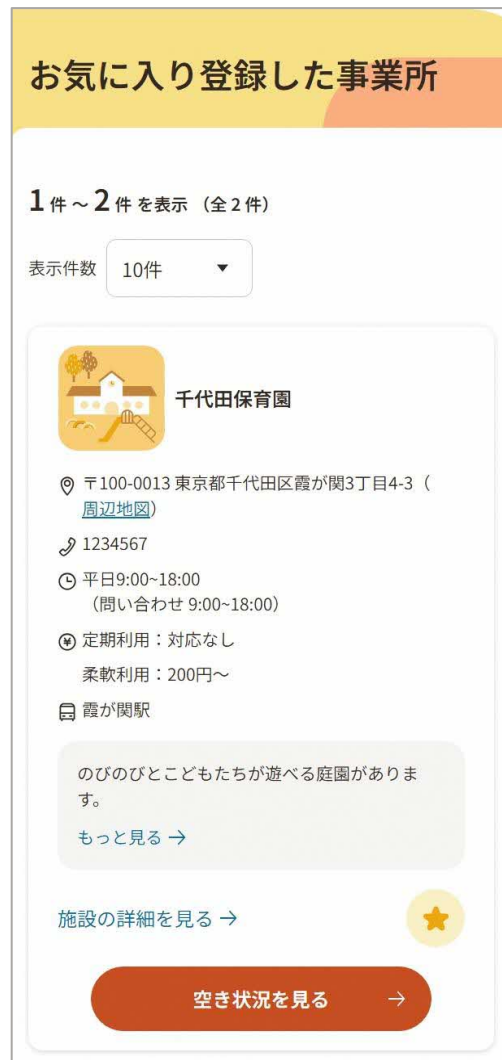 お気に入り登録した事業所
1件～2件を表示（全2件）
表示件数 10件
千代田保育園
〒100-0013 東京都千代田区霞が関3丁目4-3（
周辺地図）
1234567
平日9:00~18:00
（問い合わせ 9:00~18:00）
定期利用：対応なし
柔軟利用：200円～
霞が関駅
のびのびとこどもたちが遊べる庭園がありま
す。
もっと見る →
施設の詳細を見る →
空き状況を見る →